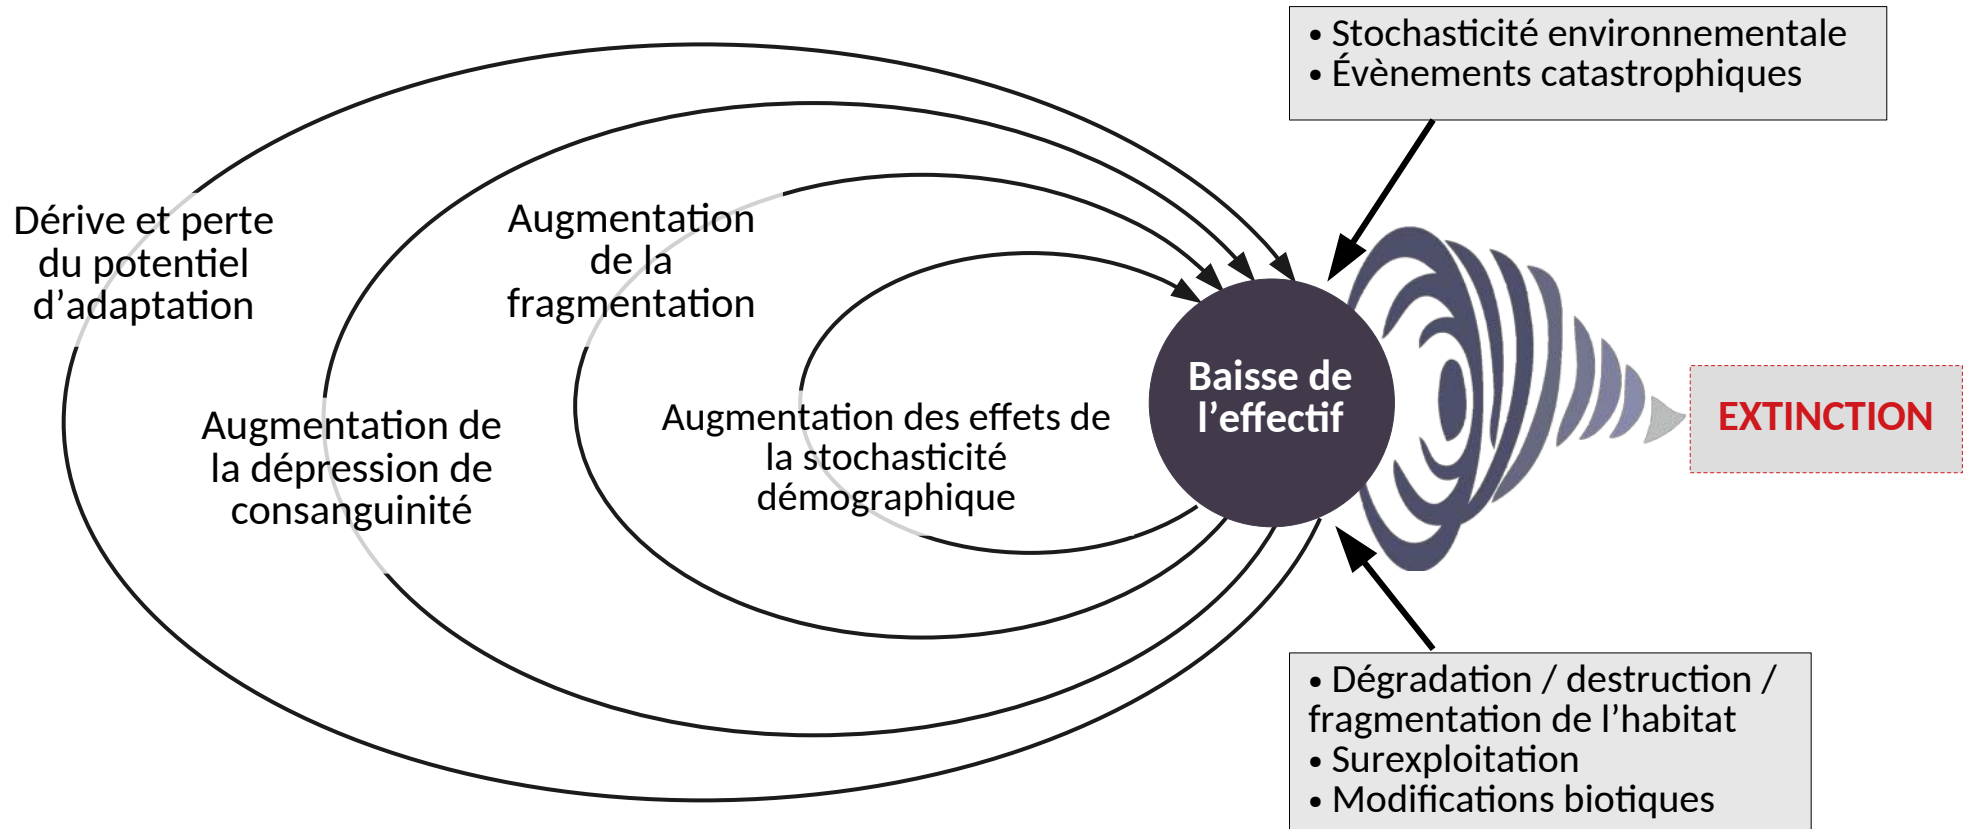 • Stochasticité environnementale
• Évènements catastrophiques
Dérive et perte
du potentiel
d’adaptation
Augmentation
de la
fragmentation
Augmentation de
la dépression de
consanguinité
Augmentation des effets de
la stochasticité
démographique
Baisse de
l’effectif
EXTINCTION
• Dégradation / destruction /
fragmentation de l’habitat
• Surexploitation
• Modifications biotiques